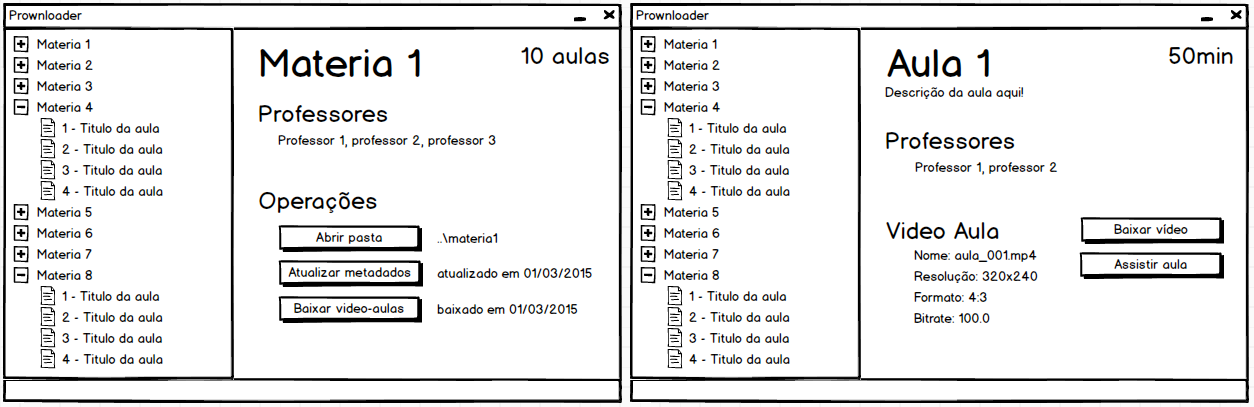 Prownloader
Materia 1
Materia 2
Materia 3
Materia 4
1 - Titulo da aula
2 - Titulo da aula
3 - Titulo da aula
4 - Titulo da aula
Materia 5
Materia 6
Materia 7
Materia 8
1 - Titulo da aula
2 - Titulo da aula
3 - Titulo da aula
4 - Titulo da aula
Materia 1
10 aulas
Professores
Professor 1, professor 2, professor 3
Operações
Abrir pasta
..\materia1
Atualizar metadados
atualizado em 01/03/2015
Baixar video-aulas
baixado em 01/03/2015
Prownloader
Materia 1
Materia 2
Materia 3
Materia 4
1 - Titulo da aula
2 - Titulo da aula
3 - Titulo da aula
4 - Titulo da aula
Materia 5
Materia 6
Materia 7
Materia 8
1 - Titulo da aula
2 - Titulo da aula
3 - Titulo da aula
4 - Titulo da aula
Aula 1
50min
Descrição da aula aqui!
Professores
Professor 1, professor 2
Video Aula
Nome: aula_001.mp4
Resolução: 320x240
Formato: 4:3
Bitrate: 100.0
Baixar vídeo
Assistir aula